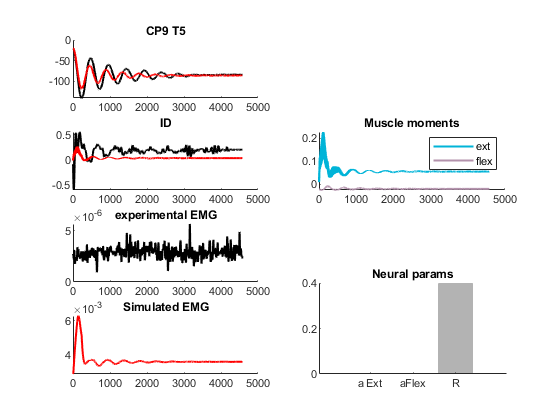 CP9 T5
0
-50
-100
0 1000 2000 3000 4000 5000
ID
0.5
0
-0.5
0 1000 2000 3000 4000 5000
×10⁻⁶ experimental EMG
5
0
0 1000 2000 3000 4000 5000
×10⁻³ Simulated EMG
6
4
0 1000 2000 3000 4000 5000
Muscle moments
0.2
0.1
0
ext
flex
0 1000 2000 3000 4000 5000
Neural params
0.4
0.2
0
a Ext aFlex R